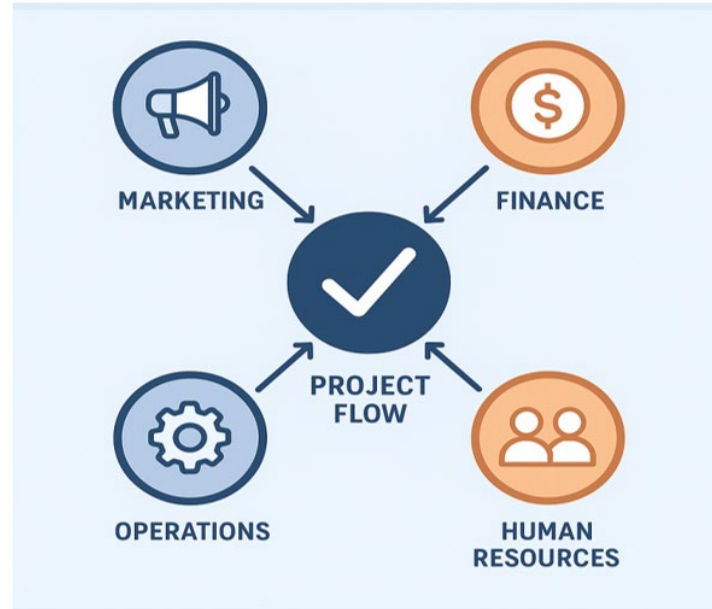 $
MARKETING
FINANCE
PROJECT
FLOW
OPERATIONS
HUMAN
RESOURCES